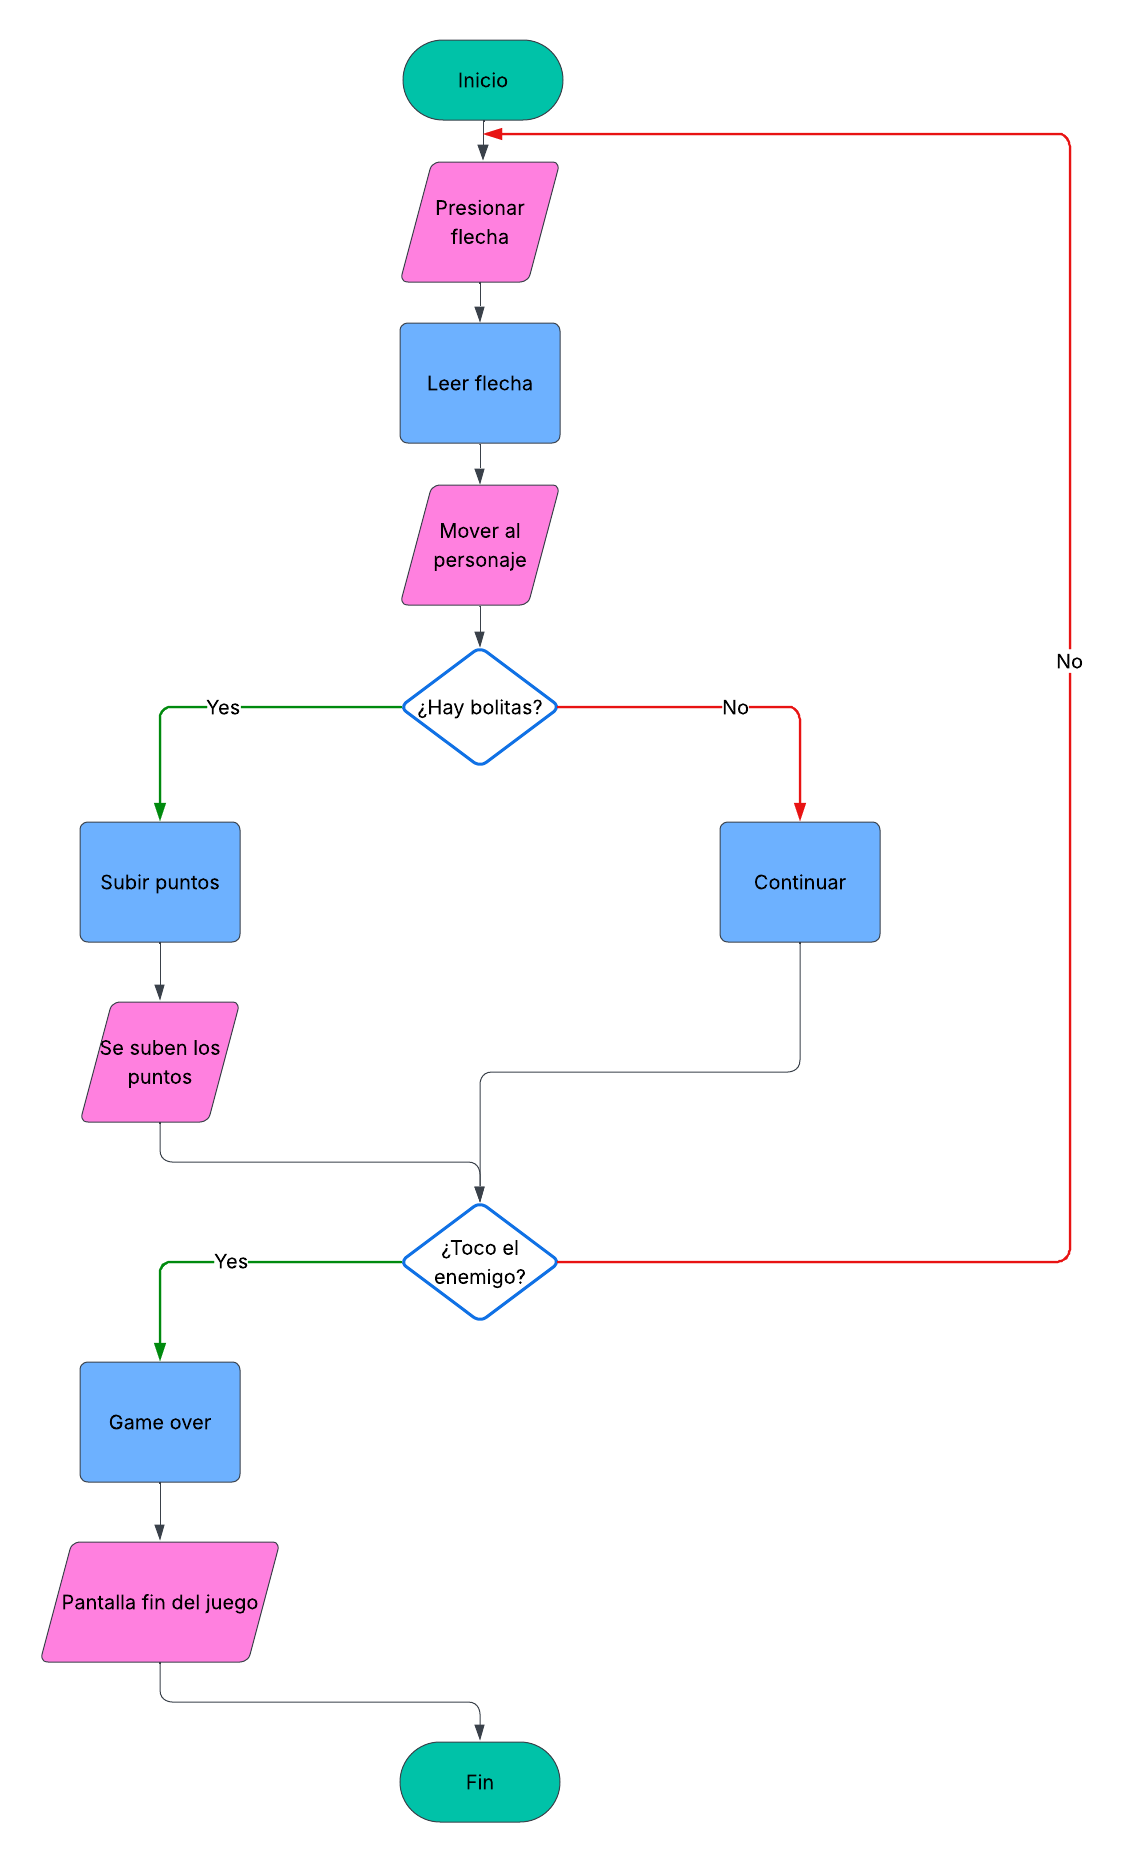 Inicio
Presionar
flecha
Leer flecha
Mover al
personaje
No
¿Hay bolitas?
Yes
No
Subir puntos
Continuar
Se suben los
puntos
¿Toco el
enemigo?
Yes
Game over
Pantalla fin del juego
Fin